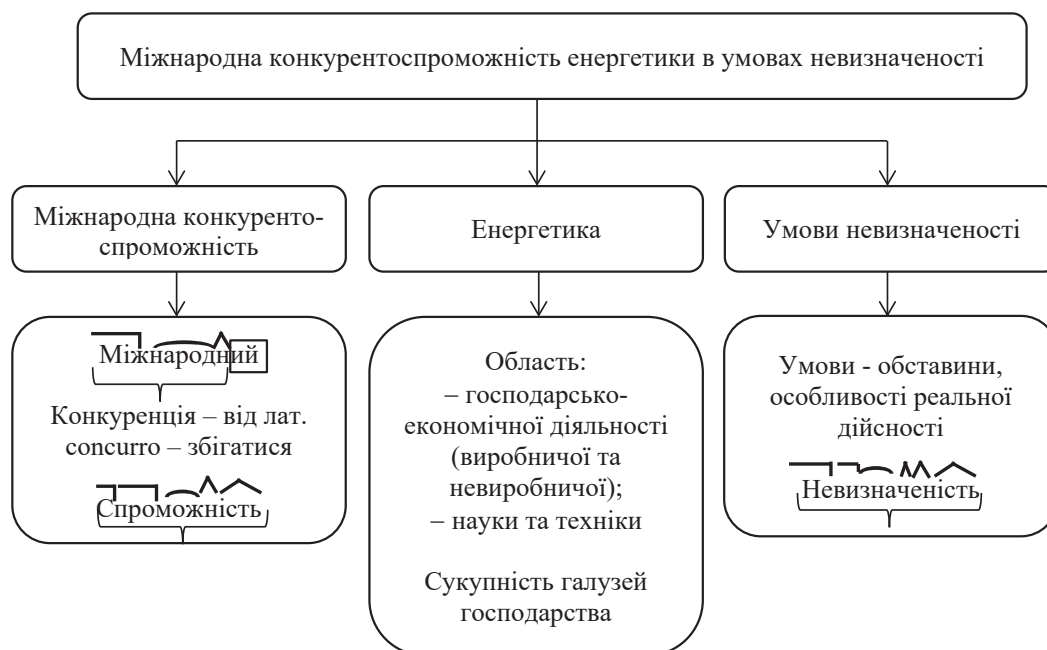 Міжнародна конкурентоспроможність енергетики в умовах невизначеності
Міжнародна конкуренто-
спроможність
Енергетика
Умови невизначеності
Міжнародний
Конкуренція – від лат.
concurro – збігатися
Спроможність
Область:
– господарсько-
економічної діяльності
(виробничої та
невиробничої);
– науки та техніки
Сукупність галузей
господарства
Умови - обставини,
особливості реальної
дійсності
Невизначеність